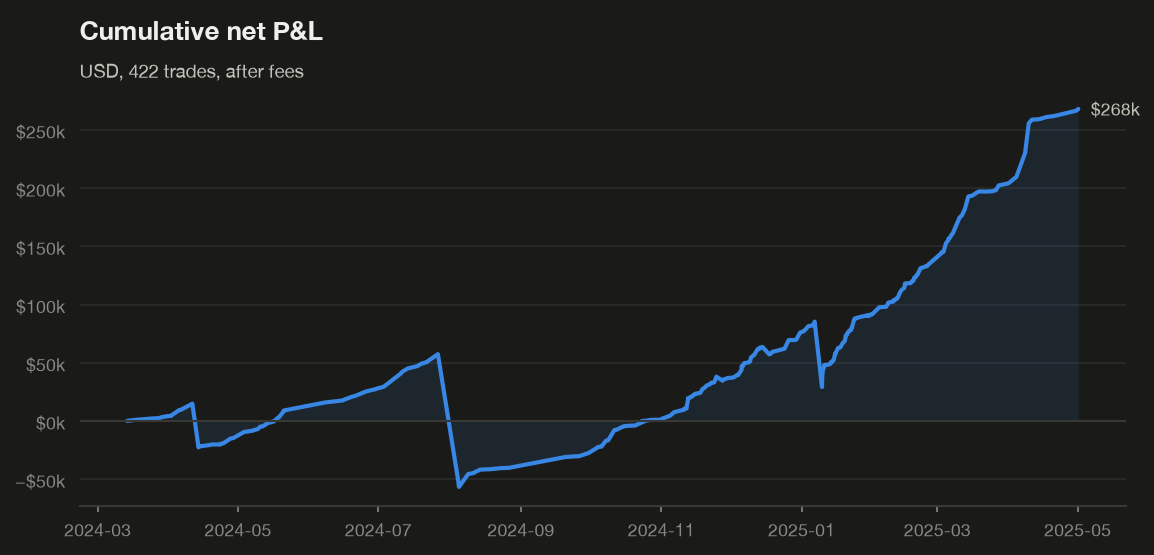 Cumulative net P&L
USD, 422 trades, after fees
$268k
$250k
$200k
$150k
$100k
$50k
$0k
−$50k
2024-03 2024-05 2024-07 2024-09 2024-11 2025-01 2025-03 2025-05